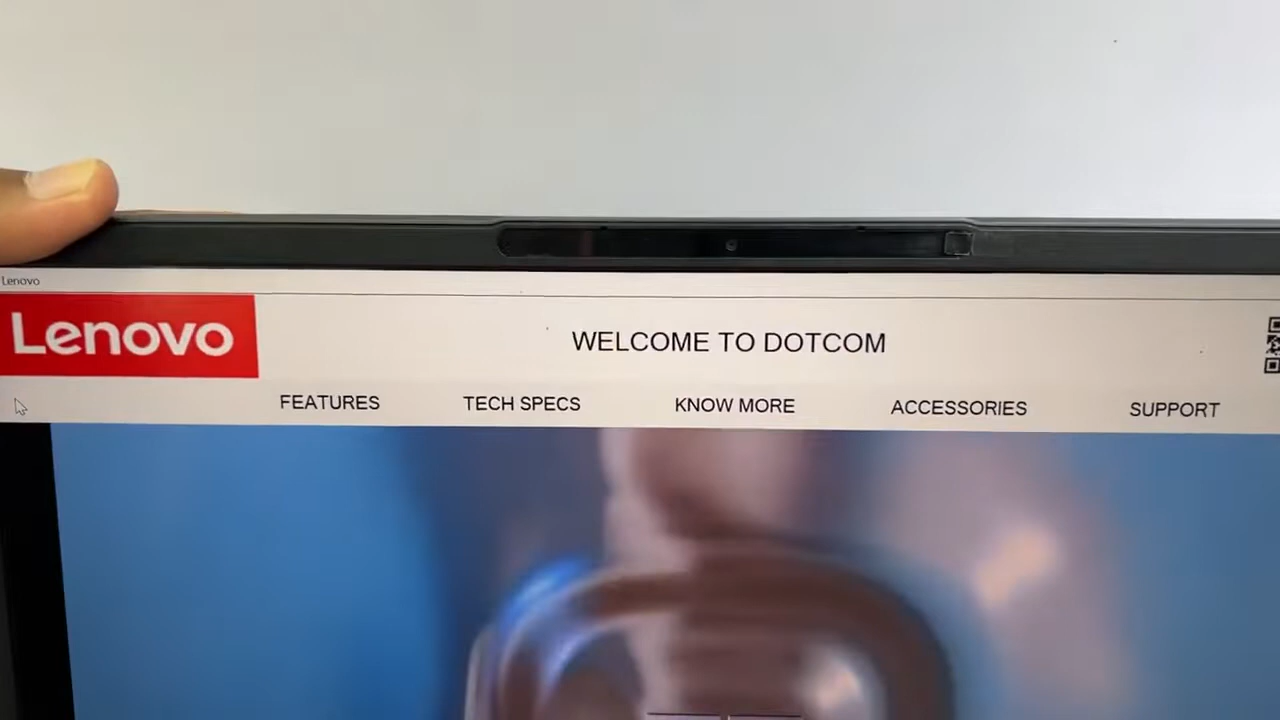 Lenovo
Lenovo
WELCOME TO DOTCOM
FEATURES TECH SPECS KNOW MORE ACCESSORIES SUPPORT